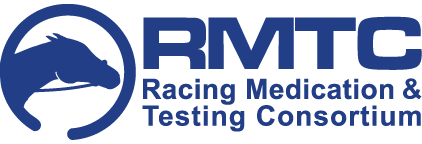 RMTC
Racing Medication &
Testing Consortium